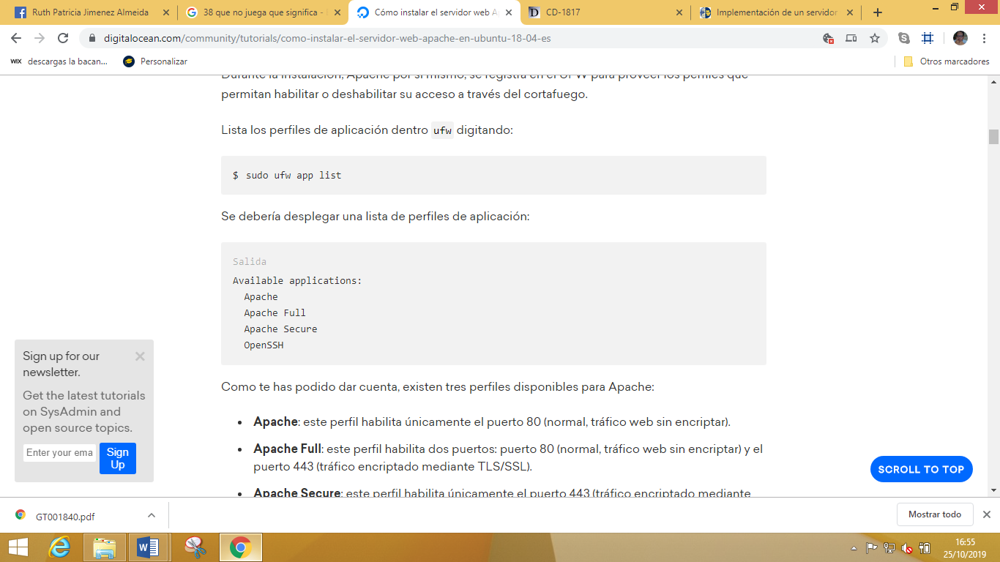 Ruth Patricia Jimenez Almeida
38 que no juega que significa -
Cómo instalar el servidor web A
CD-1817
Implementación de un servidor
digitalocean.com/community/tutorials/como-instalar-el-servidor-web-apache-en-ubuntu-18-04-es
WIX descargas la bacan...
Personalizar
Otros marcadores
Durante la instalación, Apache por si mismo, se registra en el UFW para proveer los perfiles que
permitan habilitar o deshabilitar su acceso a través del cortafuego.
Lista los perfiles de aplicación dentro ufw digitando:
$ sudo ufw app list
Se debería desplegar una lista de perfiles de aplicación:
Salida
Available applications:
Apache
Apache Full
Apache Secure
OpenSSH
Como te has podido dar cuenta, existen tres perfiles disponibles para Apache:
Apache: este perfil habilita únicamente el puerto 80 (normal, tráfico web sin encriptar).
Apache Full: este perfil habilita dos puertos: puerto 80 (normal, tráfico web sin encriptar) y el
puerto 443 (tráfico encriptado mediante TLS/SSL).
Apache Secure: este perfil habilita únicamente el puerto 443 (tráfico encriptado mediante
Sign up for our
newsletter.
Get the latest tutorials
on SysAdmin and
open source topics.
Enter your ema
Sign
Up
SCROLL TO TOP
GT001840.pdf
Mostrar todo
16:55
25/10/2019